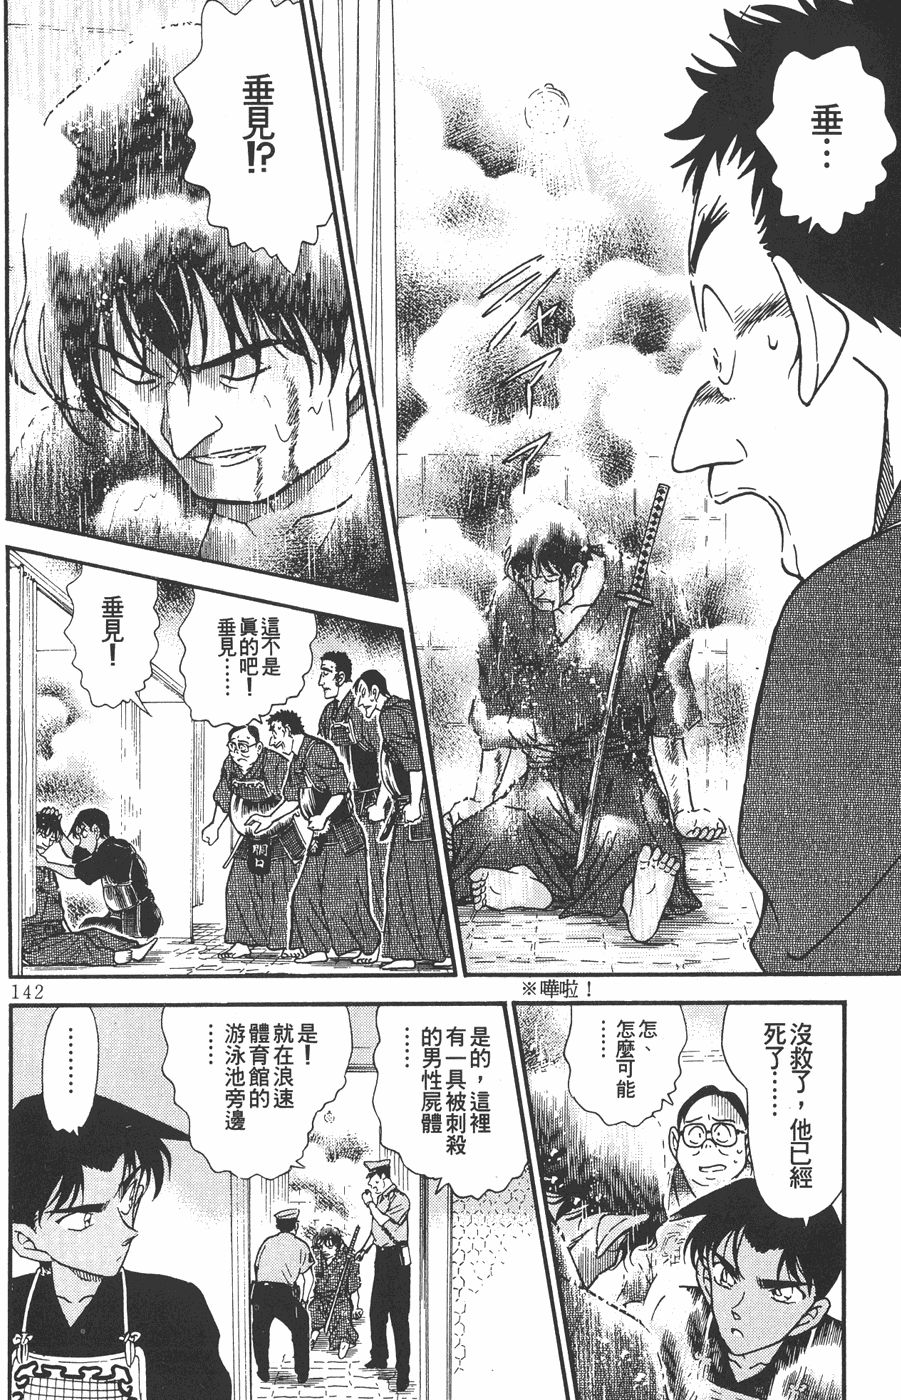 垂…
垂見!?
這不是
真的吧!
垂見……
垂見!
明口
142
※嘩啦!
沒救了,他已經
死了……
怎、
怎麼可能
……
是的,這裡
有一具被刺殺
的男性屍體
……
是!
就在浪速
體育館的
游泳池旁邊
……
………